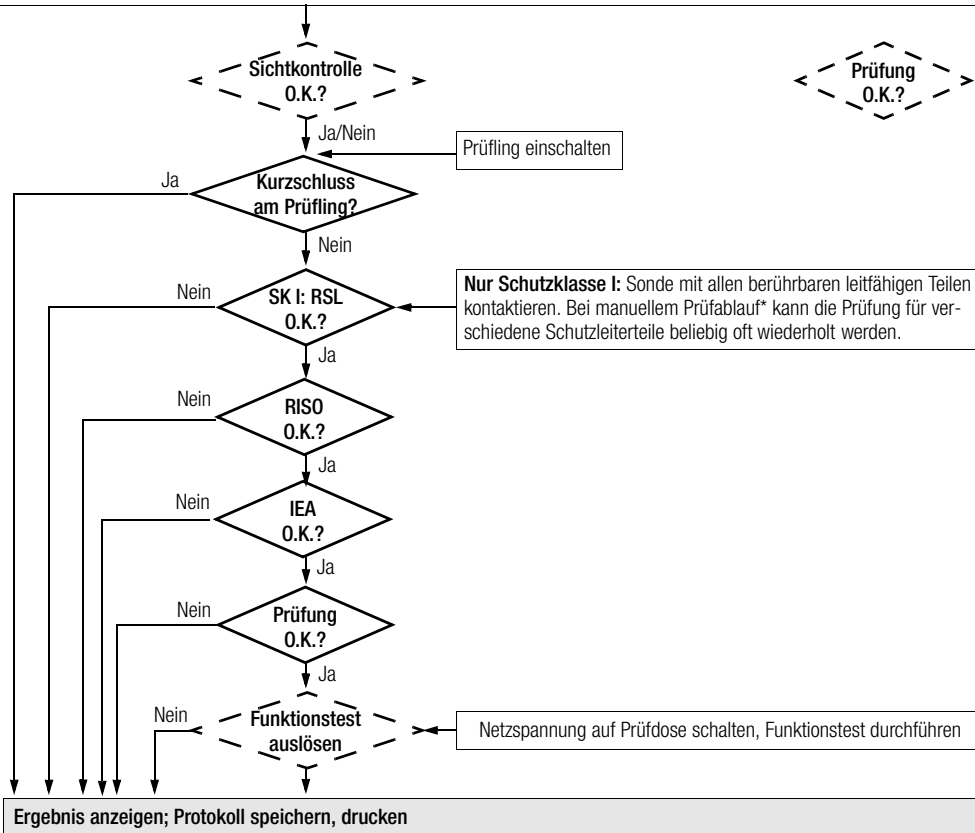 Sichtkontrolle
O.K.?
Prüfung
O.K.?
Ja/Nein
Prüfling einschalten
Ja
Kurzschluss
am Prüfling?
Nein
Nein
SK I: RSL
O.K.?
Nur Schutzklasse I: Sonde mit allen berührbaren leitfähigen Teilen
kontaktieren. Bei manuellem Prüfablauf* kann die Prüfung für ver-
schiedene Schutzleiterteile beliebig oft wiederholt werden.
Ja
Nein
RISO
O.K.?
Ja
Nein
IEA
O.K.?
Ja
Nein
Prüfung
O.K.?
Ja
Nein
Funktionstest
auslösen
Netzspannung auf Prüfdose schalten, Funktionstest durchführen
Ergebnis anzeigen; Protokoll speichern, drucken